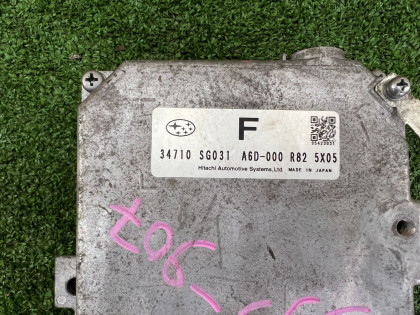 F
34710 SG031 A6D-000 R82 5X05
Hitachi Automotive Systems, Ltd. MADE IN JAPAN